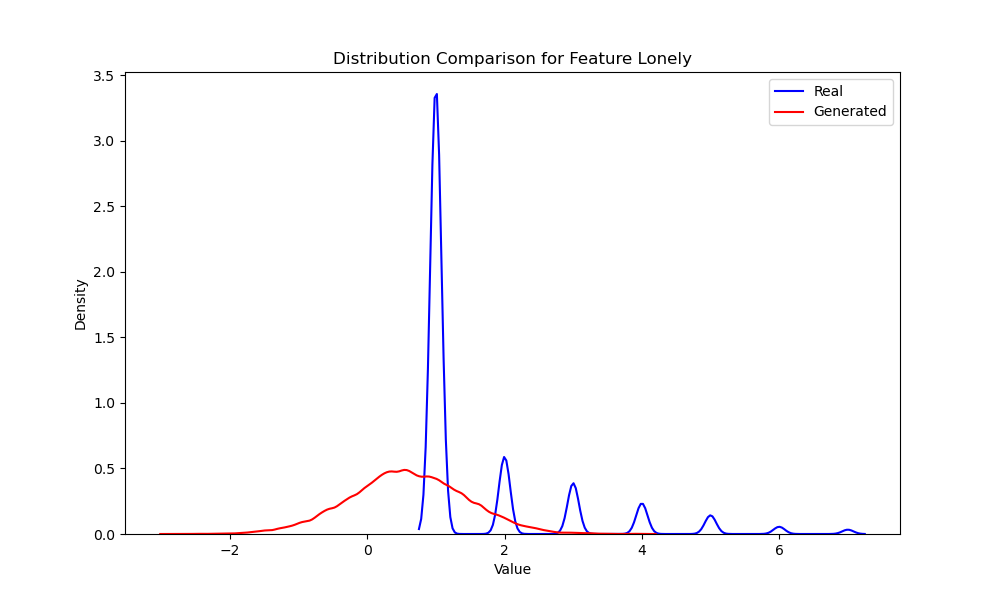 Distribution Comparison for Feature Lonely
Real
Generated
3.5
3.0
2.5
2.0
1.5
1.0
0.5
0.0
Density
−2
0
2
4
6
Value